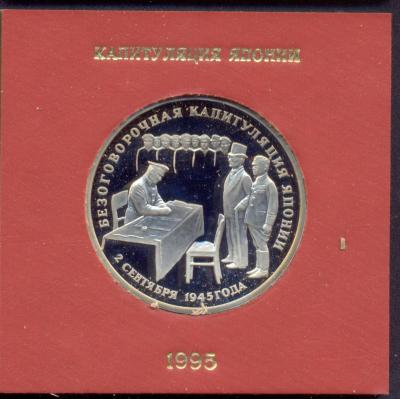 КАПИТУЛЯЦИЯ ЯПОНИИ
БЕЗОГОВОРОЧНАЯ КАПИТУЛЯЦИЯ ЯПОНИИ
2 СЕНТЯБРЯ 1945 ГОДА
1995